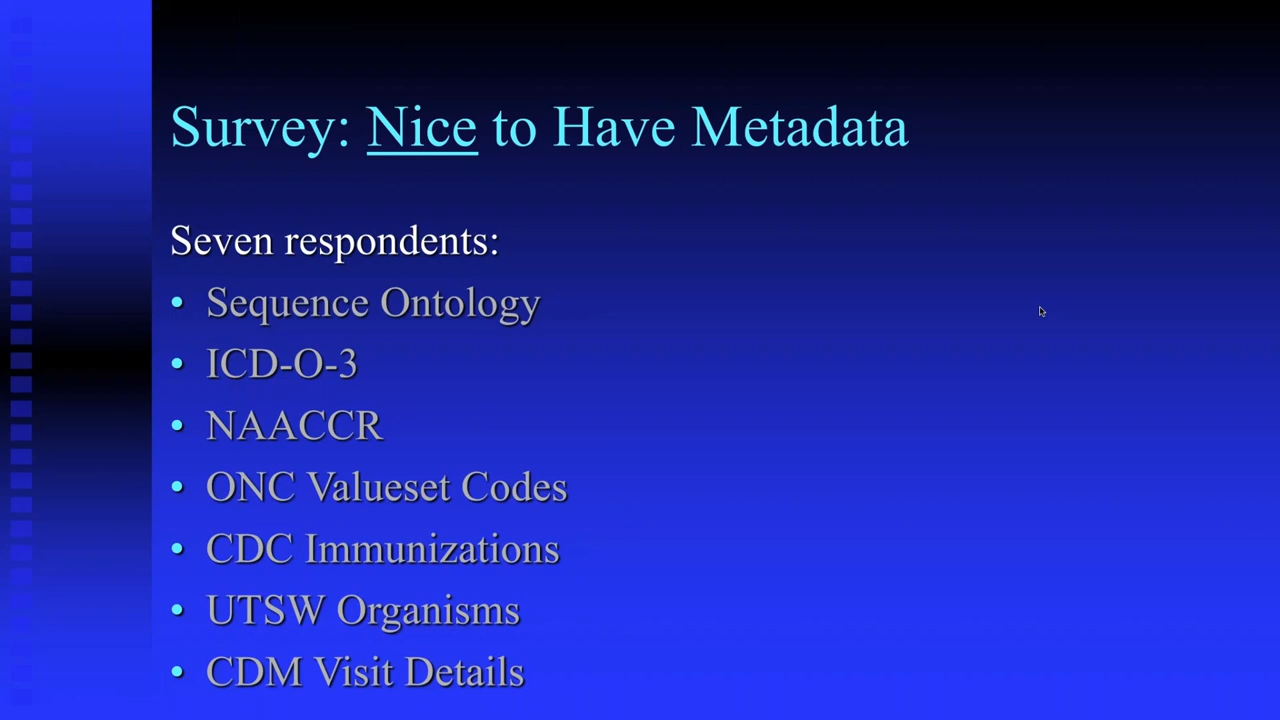 Survey: Nice to Have Metadata
Seven respondents:
• Sequence Ontology
• ICD-O-3
• NAACCR
• ONC Valueset Codes
• CDC Immunizations
• UTSW Organisms
• CDM Visit Details